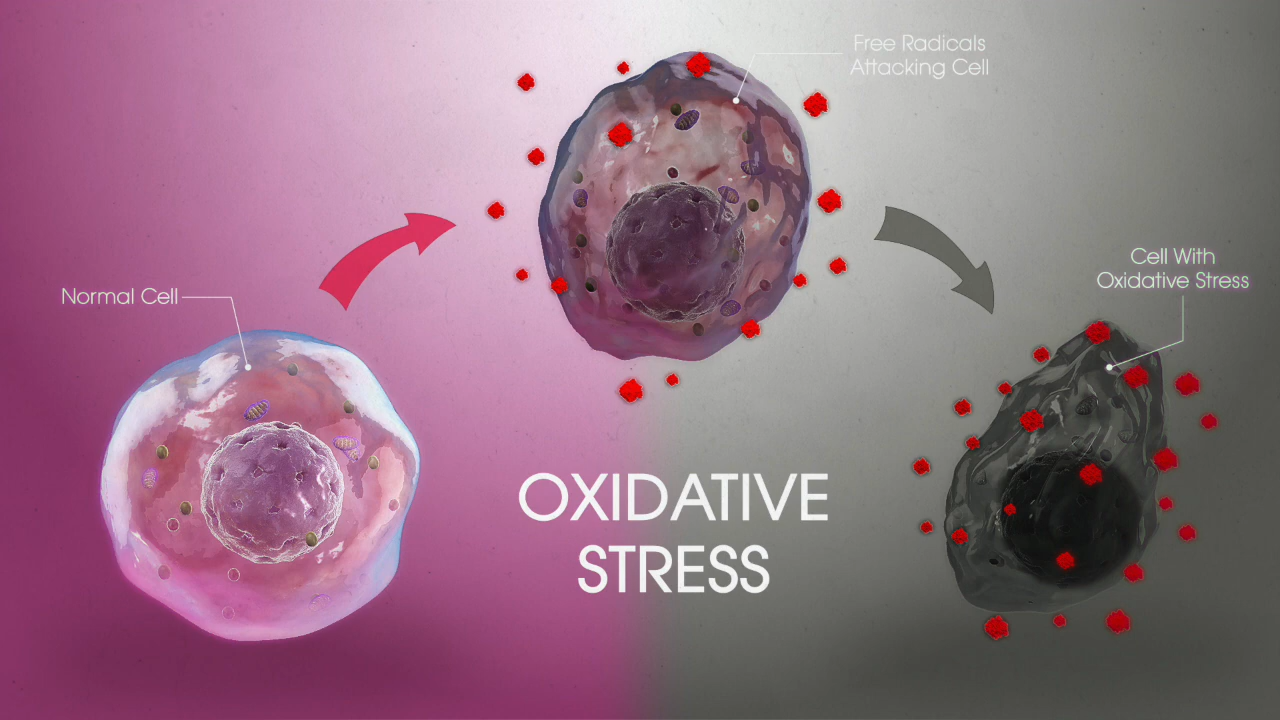 Free Radicals
Attacking Cell
Normal Cell
Cell With
Oxidative Stress
OXIDATIVE
STRESS